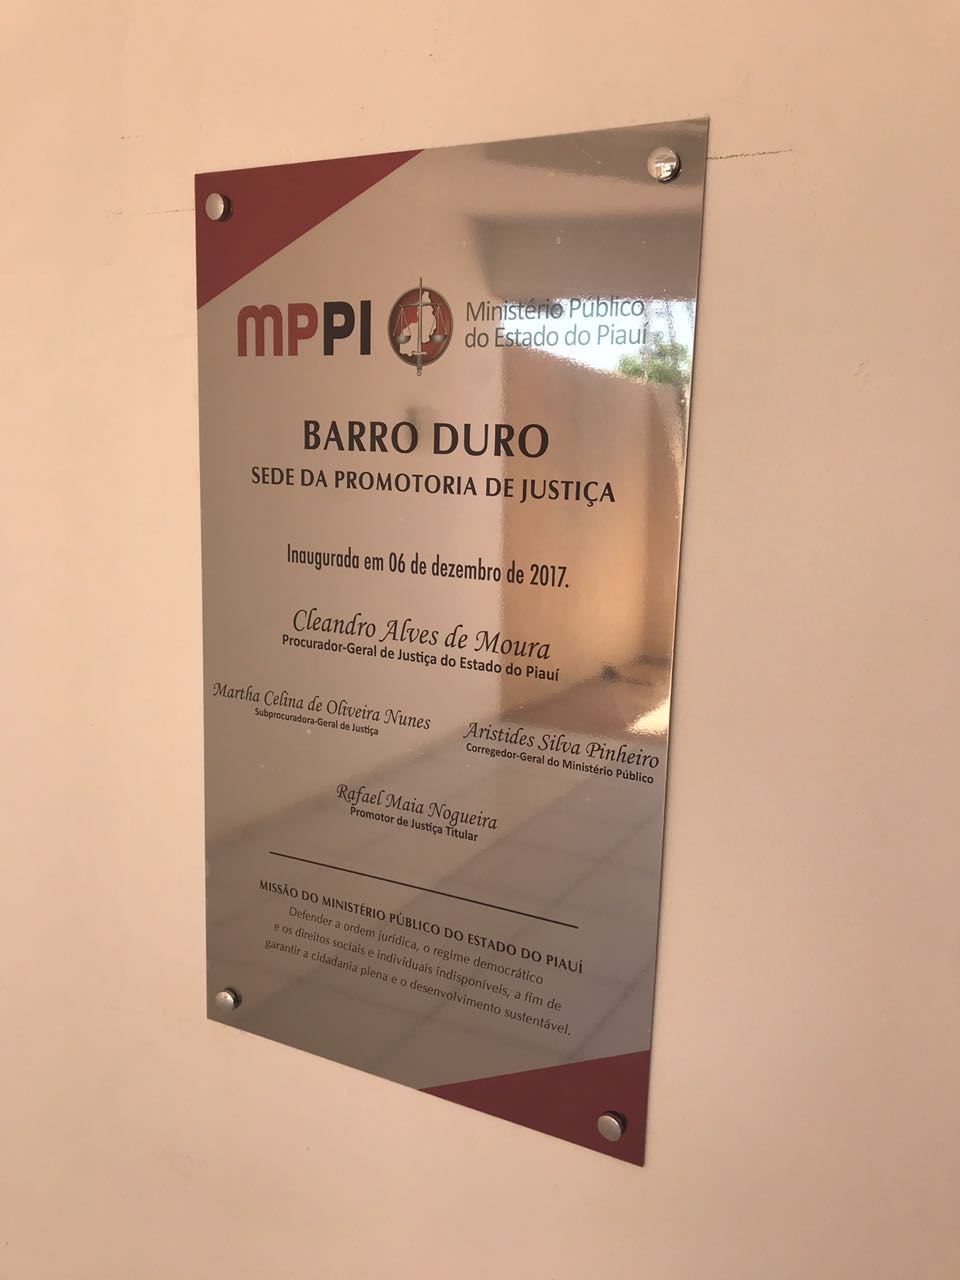 MPPI
Ministério Público
do Estado do Piauí
BARRO DURO
SEDE DA PROMOTORIA DE JUSTIÇA
Inaugurada em 06 de dezembro de 2017.
Cleandro Alves de Moura
Procurador-Geral de Justiça do Estado do Piauí
Martha Celina de Oliveira Nunes
Subprocuradora-Geral de Justiça
Aristides Silva Pinheiro
Corregedor-Geral do Ministério Público
Rafael Maia Nogueira
Promotor de Justiça Titular
MISSÃO DO MINISTÉRIO PÚBLICO DO ESTADO DO PIAUÍ
Defender a ordem jurídica, o regime democrático
e os direitos sociais e individuais indisponíveis, a fim de
garantir a cidadania plena e o desenvolvimento sustentável.